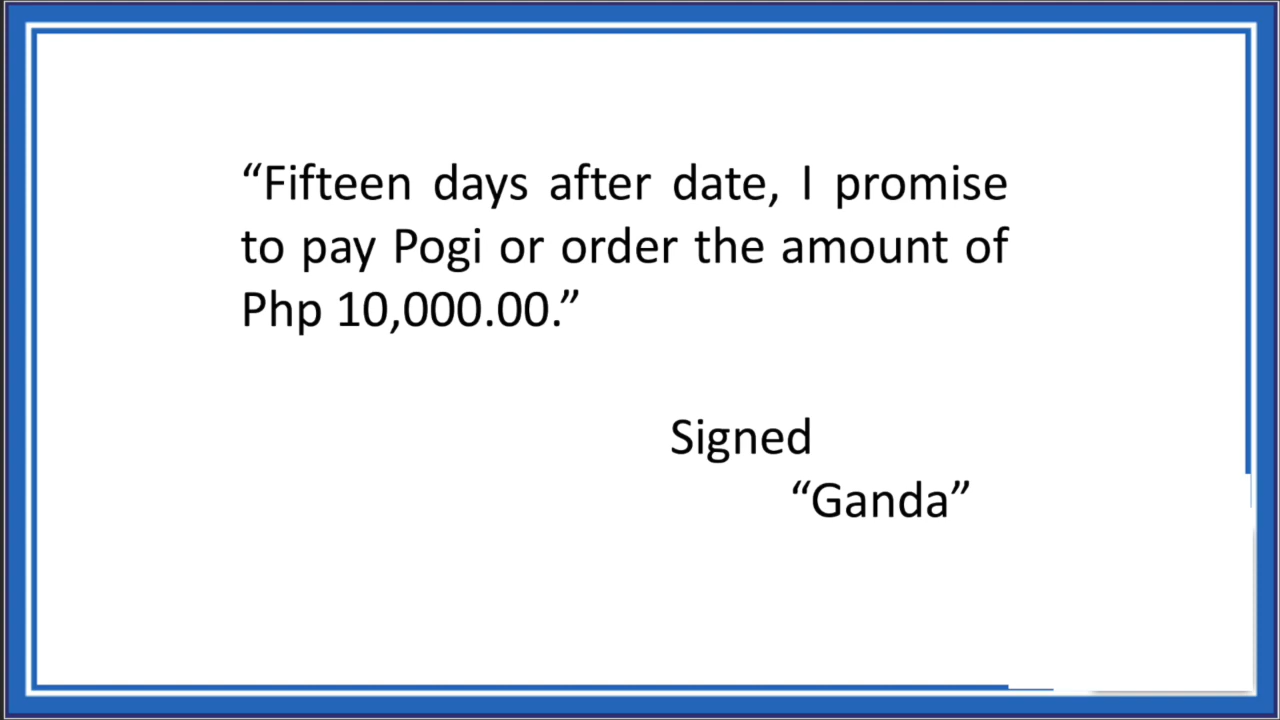 “Fifteen days after date, I promise
to pay Pogi or order the amount of
Php 10,000.00.”
Signed
“Ganda”